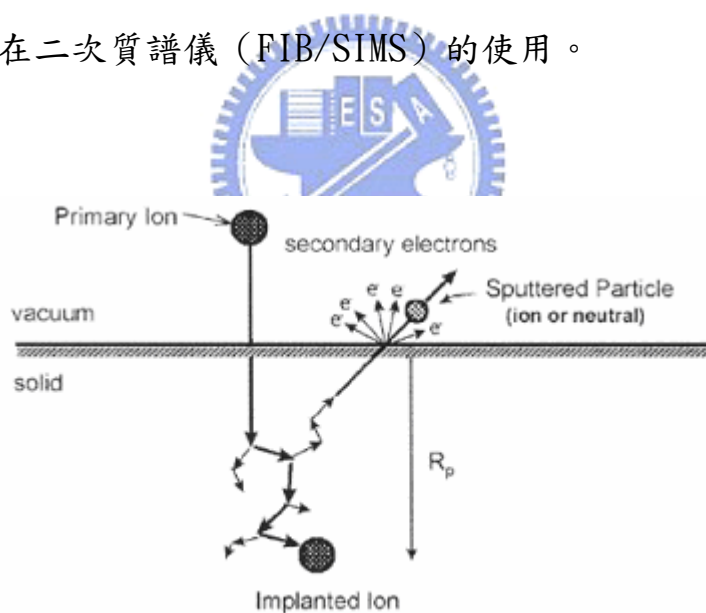 在二次質譜儀（FIB/SIMS）的使用。
E S A
Primary Ion
secondary electrons
e- e- e- e e- e-
Sputtered Particle
(ion or neutral)
vacuum
solid
Rp
Implanted Ion